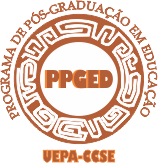 PROGRAMA DE PÓS-GRADUAÇÃO EM EDUCAÇÃO
PPGED
UEPA-CCSE